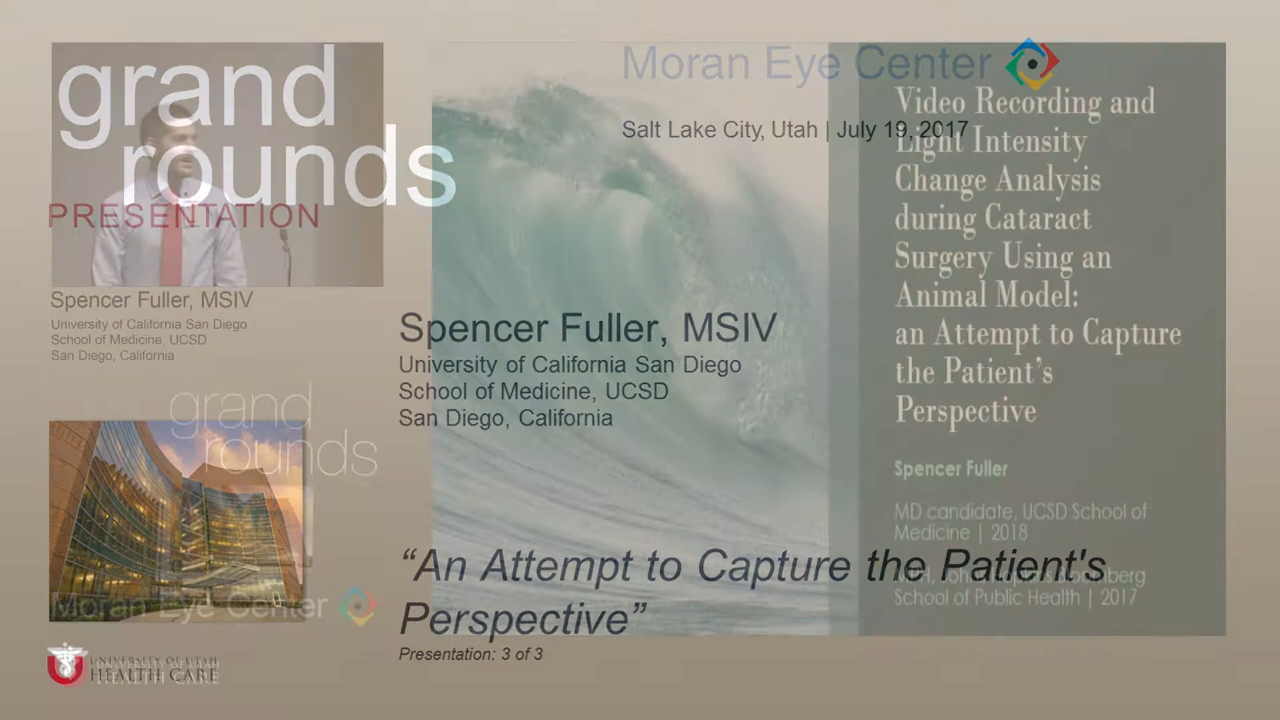 grand
rounds
PRESENTATION
Spencer Fuller, MSIV
University of California San Diego
School of Medicine, UCSD
San Diego, California
grand
rounds
Moran Eye Center
UNIVERSITY OF UTAH
HEALTH CARE
Moran Eye Center
Salt Lake City, Utah | July 19, 2017
Spencer Fuller, MSIV
University of California San Diego
School of Medicine, UCSD
San Diego, California
“An Attempt to Capture the Patient's
Perspective”
Presentation: 3 of 3
Video Recording and
Light Intensity
Change Analysis
during Cataract
Surgery Using an
Animal Model:
an Attempt to Capture
the Patient’s
Perspective
Spencer Fuller
MD candidate, UCSD School of
Medicine | 2018
School of Public Health | 2017